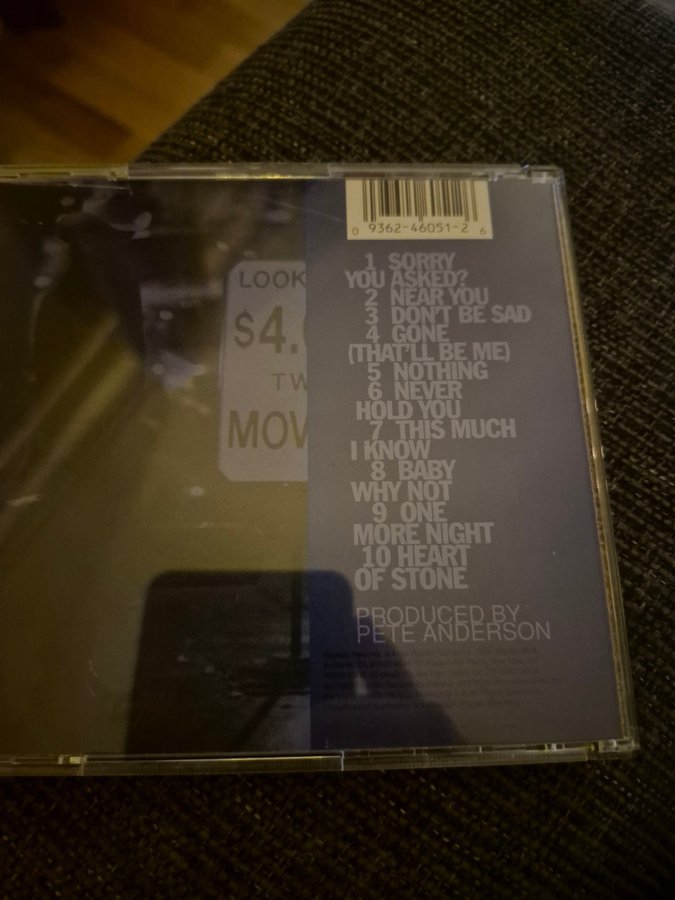 LOOK
$4.
TW
MOV
0 9362-46051-2 6
1 SORRY
YOU ASKED?
2 NEAR YOU
3 DON'T BE SAD
4 GONE
(THAT'LL BE ME)
5 NOTHING
6 NEVER
HOLD YOU
7 THIS MUCH
I KNOW
8 BABY
WHY NOT
9 ONE
MORE NIGHT
10 HEART
OF STONE
PRODUCED BY
PETE ANDERSON